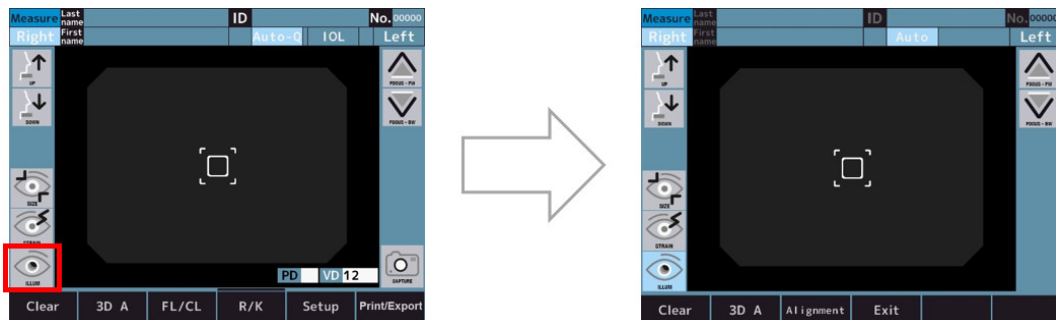 Measure Last name ID No. 00000
Right First name Auto-Q IOL Left
UP
FOCUS - FW
DOWN
FOCUS - BW
SIZE
STRAIN
ILLUM
PD VD 12
CAPTURE
Clear 3D A FL/CL R/K Setup Print/Export
Measure Last name ID No. 00000
Right First name Auto Left
UP
FOCUS - FW
DOWN
FOCUS - BW
SIZE
STRAIN
ILLUM
Clear 3D A Alignment Exit